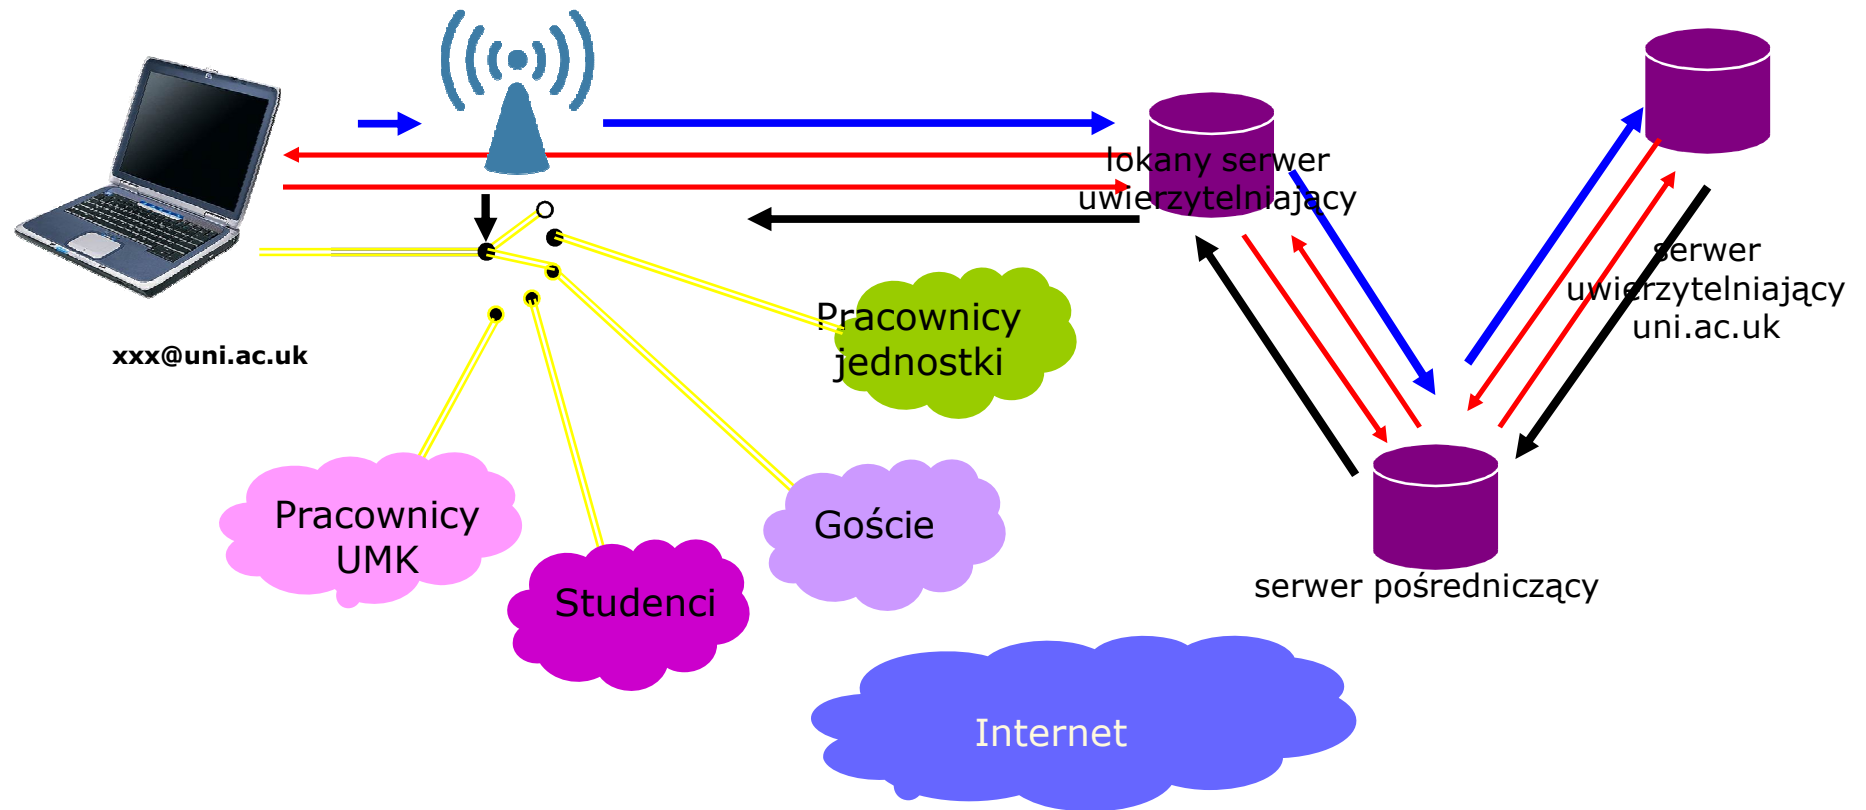 lokany serwer
uwierzytelniający
serwer
uwierzytelniający
uni.ac.uk
xxx@uni.ac.uk
Pracownicy
jednostki
Pracownicy
UMK
Goście
Studenci
serwer pośredniczący
Internet